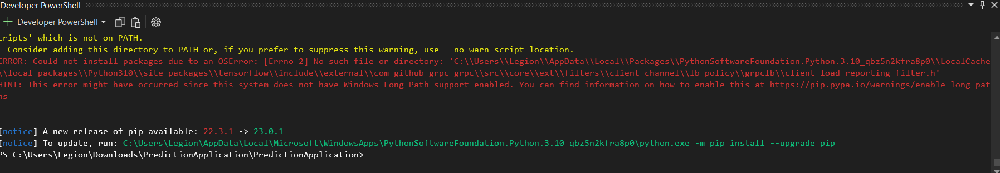 Developer PowerShell
Developer PowerShell
cripts' which is not on PATH.
Consider adding this directory to PATH or, if you prefer to suppress this warning, use --no-warn-script-location.
ERROR: Could not install packages due to an OSError: [Errno 2] No such file or directory: 'C:\\Users\\Legion\\AppData\\Local\\Packages\\PythonSoftwareFoundation.Python.3.10_qbz5n2kfra8p0\\LocalCache
\\local-packages\\Python310\\site-packages\\tensorflow\\include\\external\\com_github_grpc_grpc\\src\\core\\ext\\filters\\client_channel\\lb_policy\\grpclb\\client_load_reporting_filter.h'
HINT: This error might have occurred since this system does not have Windows Long Path support enabled. You can find information on how to enable this at https://pip.pypa.io/warnings/enable-long-pat
hs
[notice] A new release of pip available: 22.3.1 -> 23.0.1
[notice] To update, run: C:\Users\Legion\AppData\Local\Microsoft\WindowsApps\PythonSoftwareFoundation.Python.3.10_qbz5n2kfra8p0\python.exe -m pip install --upgrade pip
PS C:\Users\Legion\Downloads\PredictionApplication\PredictionApplication>